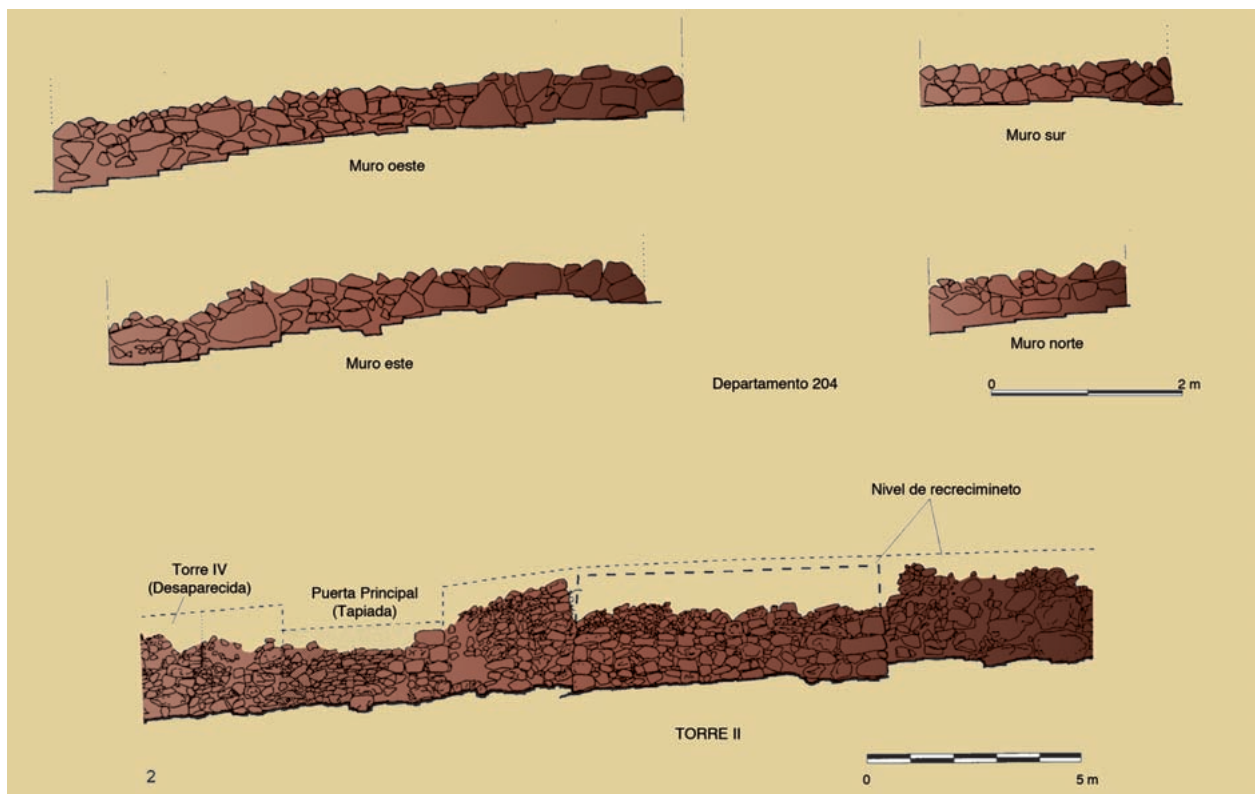 Muro oeste
Muro sur
Muro este
Muro norte
Departamento 204
0 2 m
Nivel de recrecimineto
Torre IV
(Desaparecida)
Puerta Principal
(Tapiada)
TORRE II
2
0 5 m